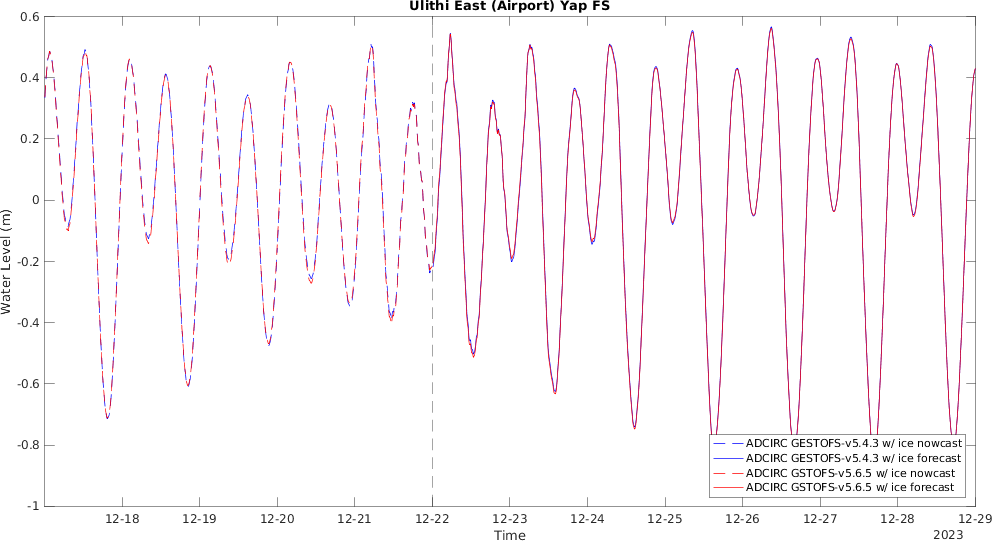 Ulithi East (Airport) Yap FS
0.6
0.4
0.2
0
-0.2
-0.4
-0.6
-0.8
-1
Water Level (m)
ADCIRC GESTOFS-v5.4.3 w/ ice nowcast
ADCIRC GESTOFS-v5.4.3 w/ ice forecast
ADCIRC GSTOFS-v5.6.5 w/ ice nowcast
ADCIRC GSTOFS-v5.6.5 w/ ice forecast
12-18 12-19 12-20 12-21 12-22 12-23 12-24 12-25 12-26 12-27 12-28 12-29
Time
2023